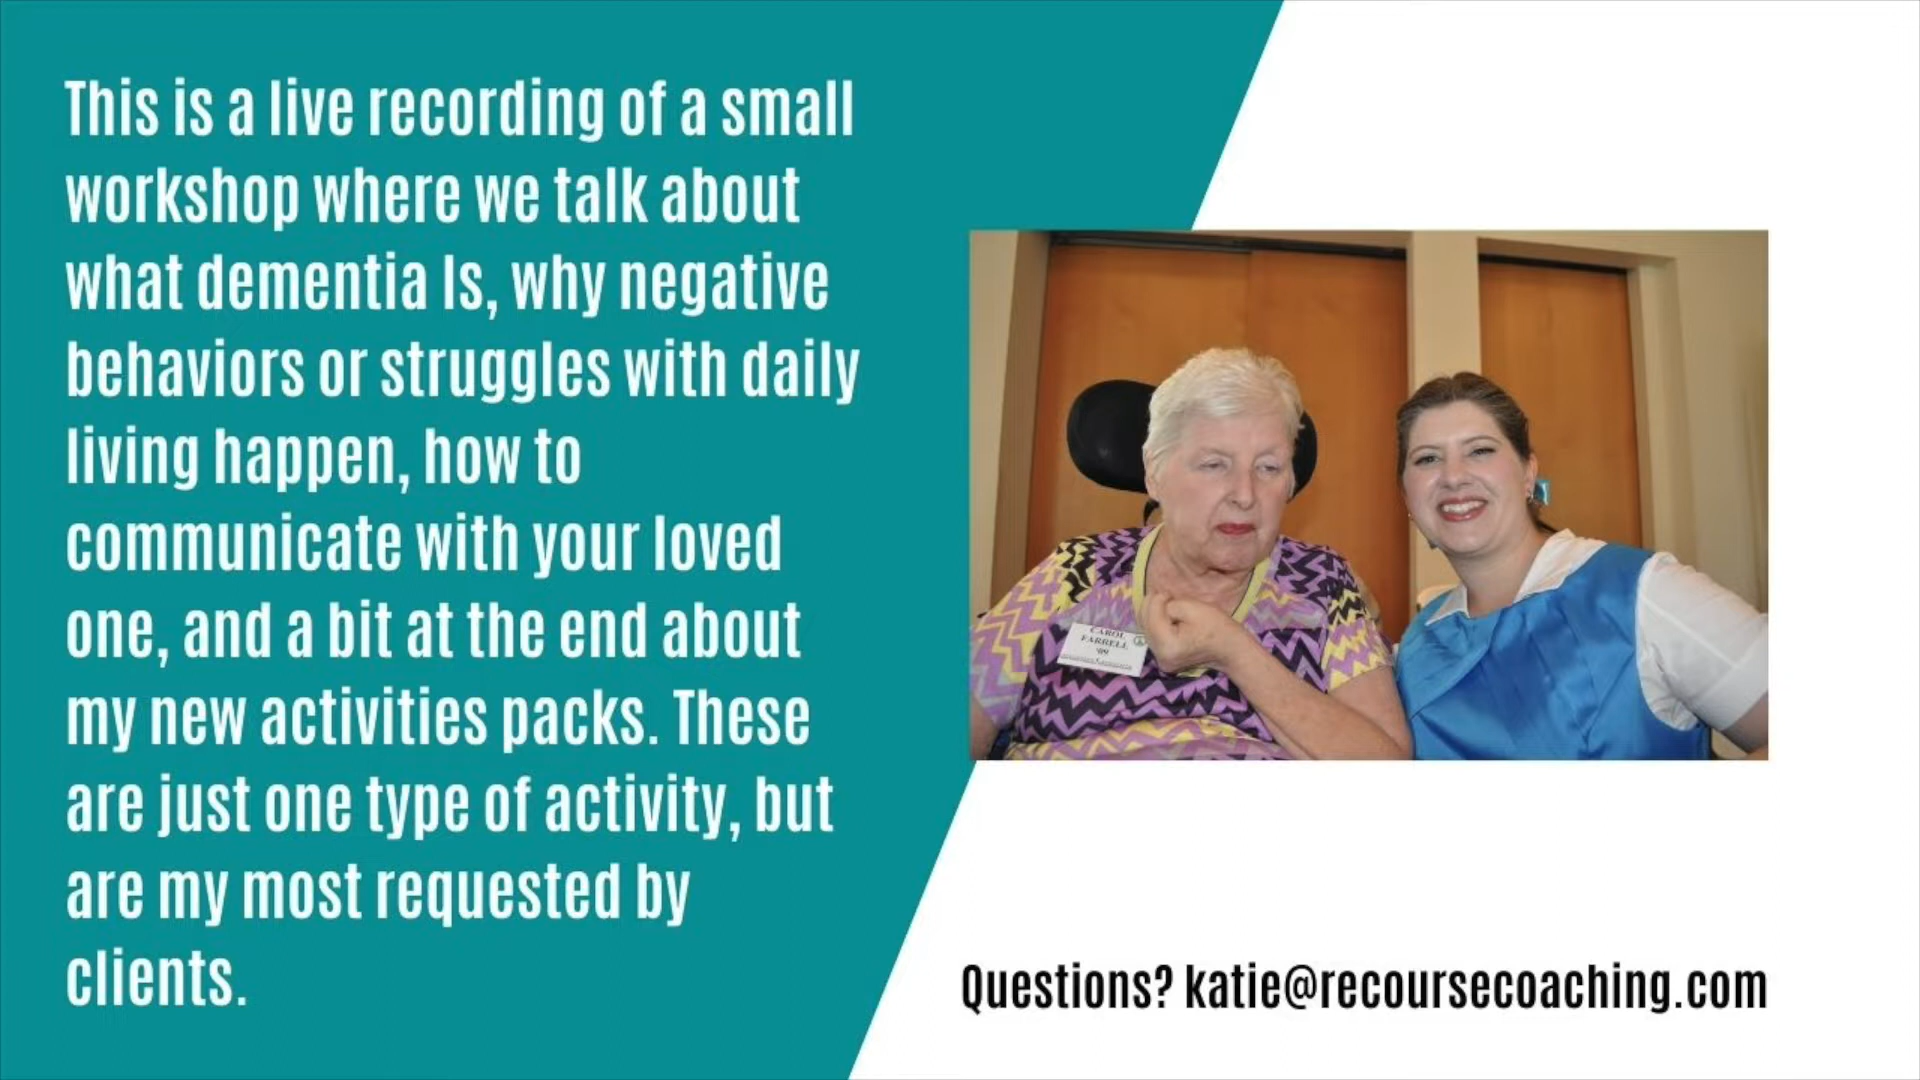 This is a live recording of a small
workshop where we talk about
what dementia Is, why negative
behaviors or struggles with daily
living happen, how to
communicate with your loved
one, and a bit at the end about
my new activities packs. These
are just one type of activity, but
are my most requested by
clients.
CAROL
FARRELL
'09
Questions? katie@recoursecoaching.com